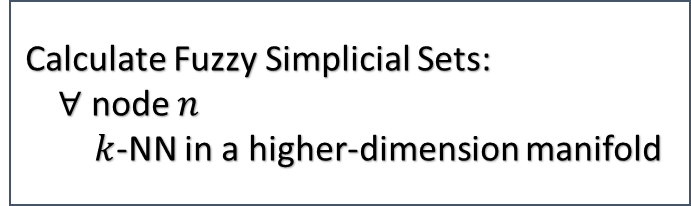 Calculate Fuzzy Simplicial Sets:
∀ node n
k-NN in a higher-dimension manifold